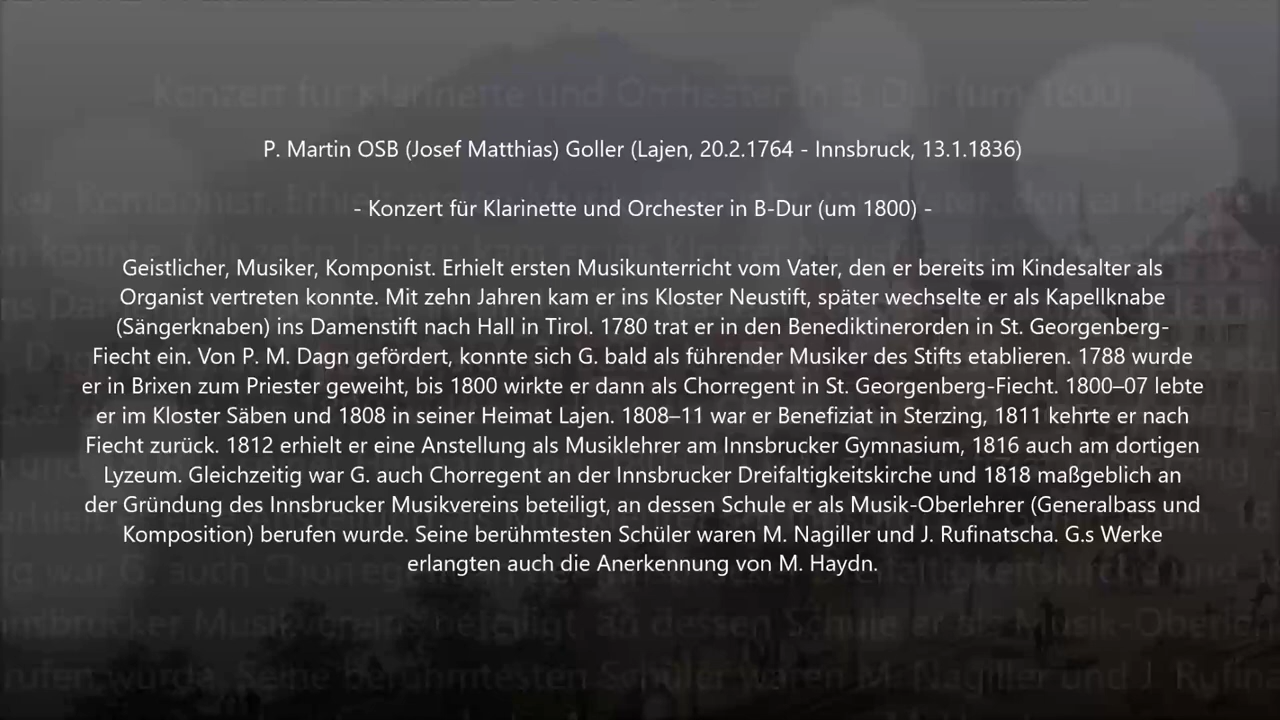 P. Martin OSB (Josef Matthias) Goller (Lajen, 20.2.1764 - Innsbruck, 13.1.1836)
- Konzert für Klarinette und Orchester in B-Dur (um 1800) -
Geistlicher, Musiker, Komponist. Erhielt ersten Musikunterricht vom Vater, den er bereits im Kindesalter als
Organist vertreten konnte. Mit zehn Jahren kam er ins Kloster Neustift, später wechselte er als Kapellknabe
(Sängerknaben) ins Damenstift nach Hall in Tirol. 1780 trat er in den Benediktinerorden in St. Georgenberg-
Fiecht ein. Von P. M. Dagn gefördert, konnte sich G. bald als führender Musiker des Stifts etablieren. 1788 wurde
er in Brixen zum Priester geweiht, bis 1800 wirkte er dann als Chorregent in St. Georgenberg-Fiecht. 1800–07 lebte
er im Kloster Säben und 1808 in seiner Heimat Lajen. 1808–11 war er Benefiziat in Sterzing, 1811 kehrte er nach
Fiecht zurück. 1812 erhielt er eine Anstellung als Musiklehrer am Innsbrucker Gymnasium, 1816 auch am dortigen
Lyzeum. Gleichzeitig war G. auch Chorregent an der Innsbrucker Dreifaltigkeitskirche und 1818 maßgeblich an
der Gründung des Innsbrucker Musikvereins beteiligt, an dessen Schule er als Musik-Oberlehrer (Generalbass und
Komposition) berufen wurde. Seine berühmtesten Schüler waren M. Nagiller und J. Rufinatscha. G.s Werke
erlangten auch die Anerkennung von M. Haydn.